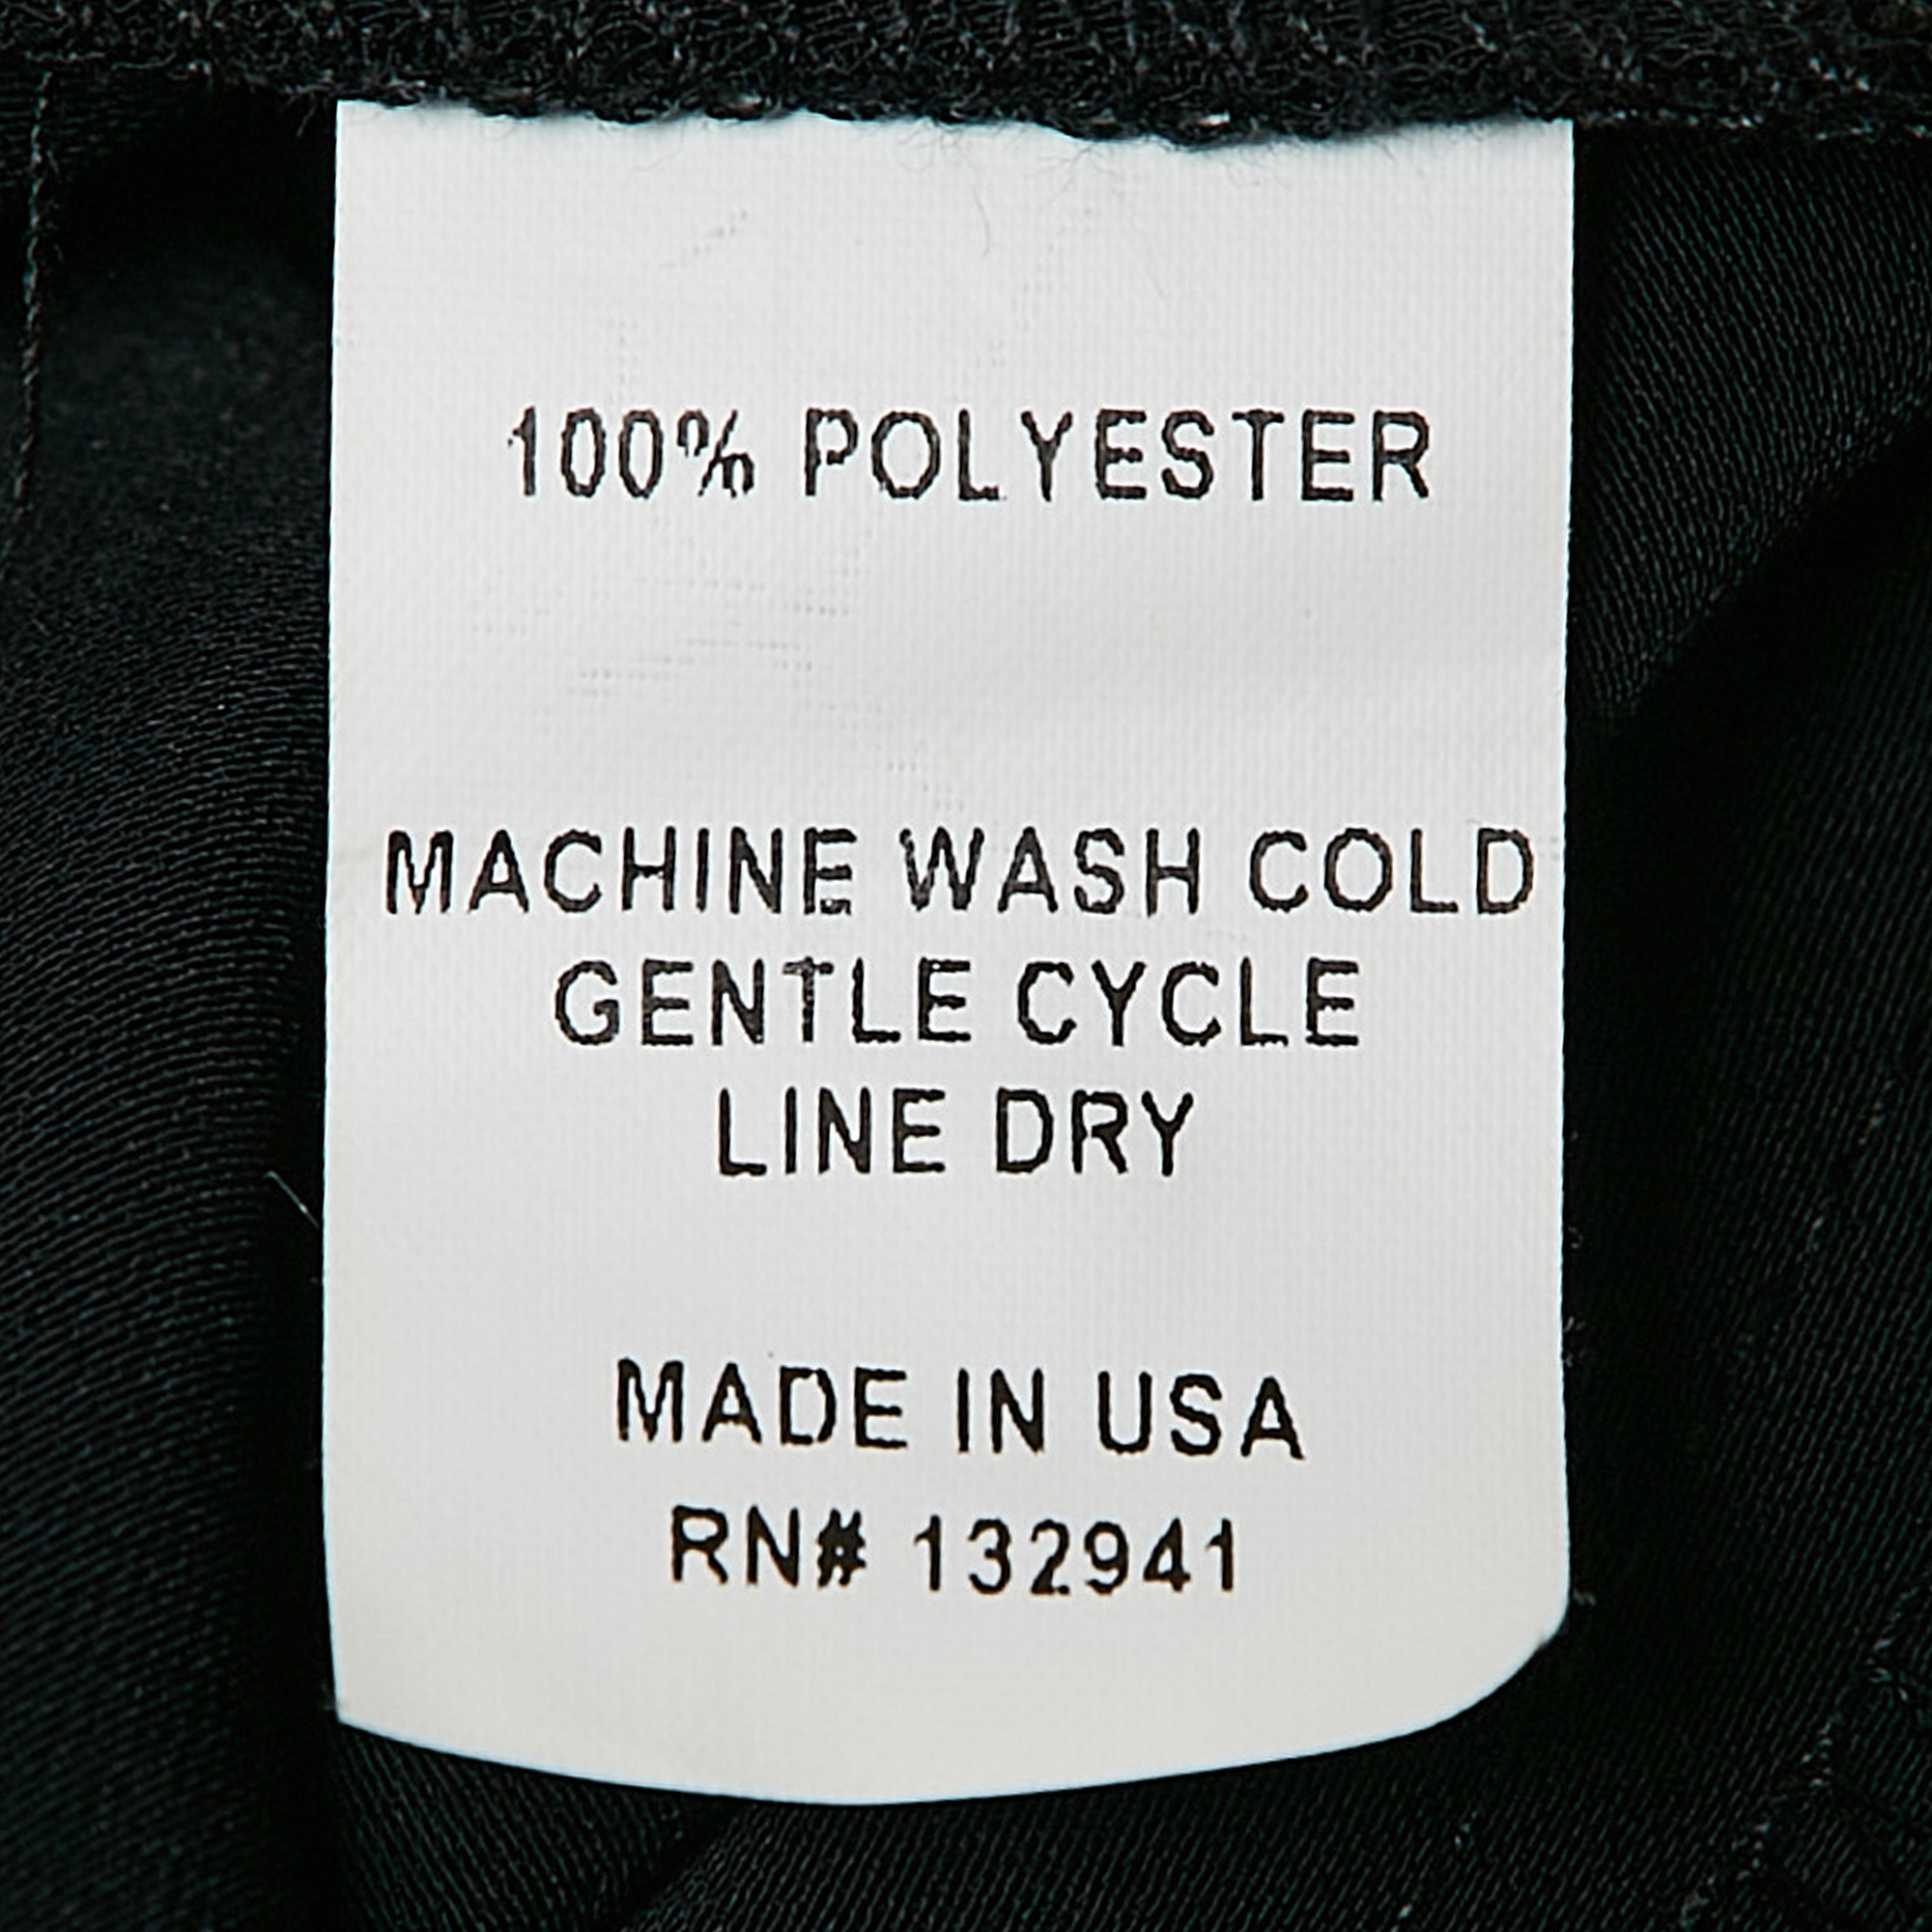 100% POLYESTER
MACHINE WASH COLD
GENTLE CYCLE
LINE DRY
MADE IN USA
RN# 132941